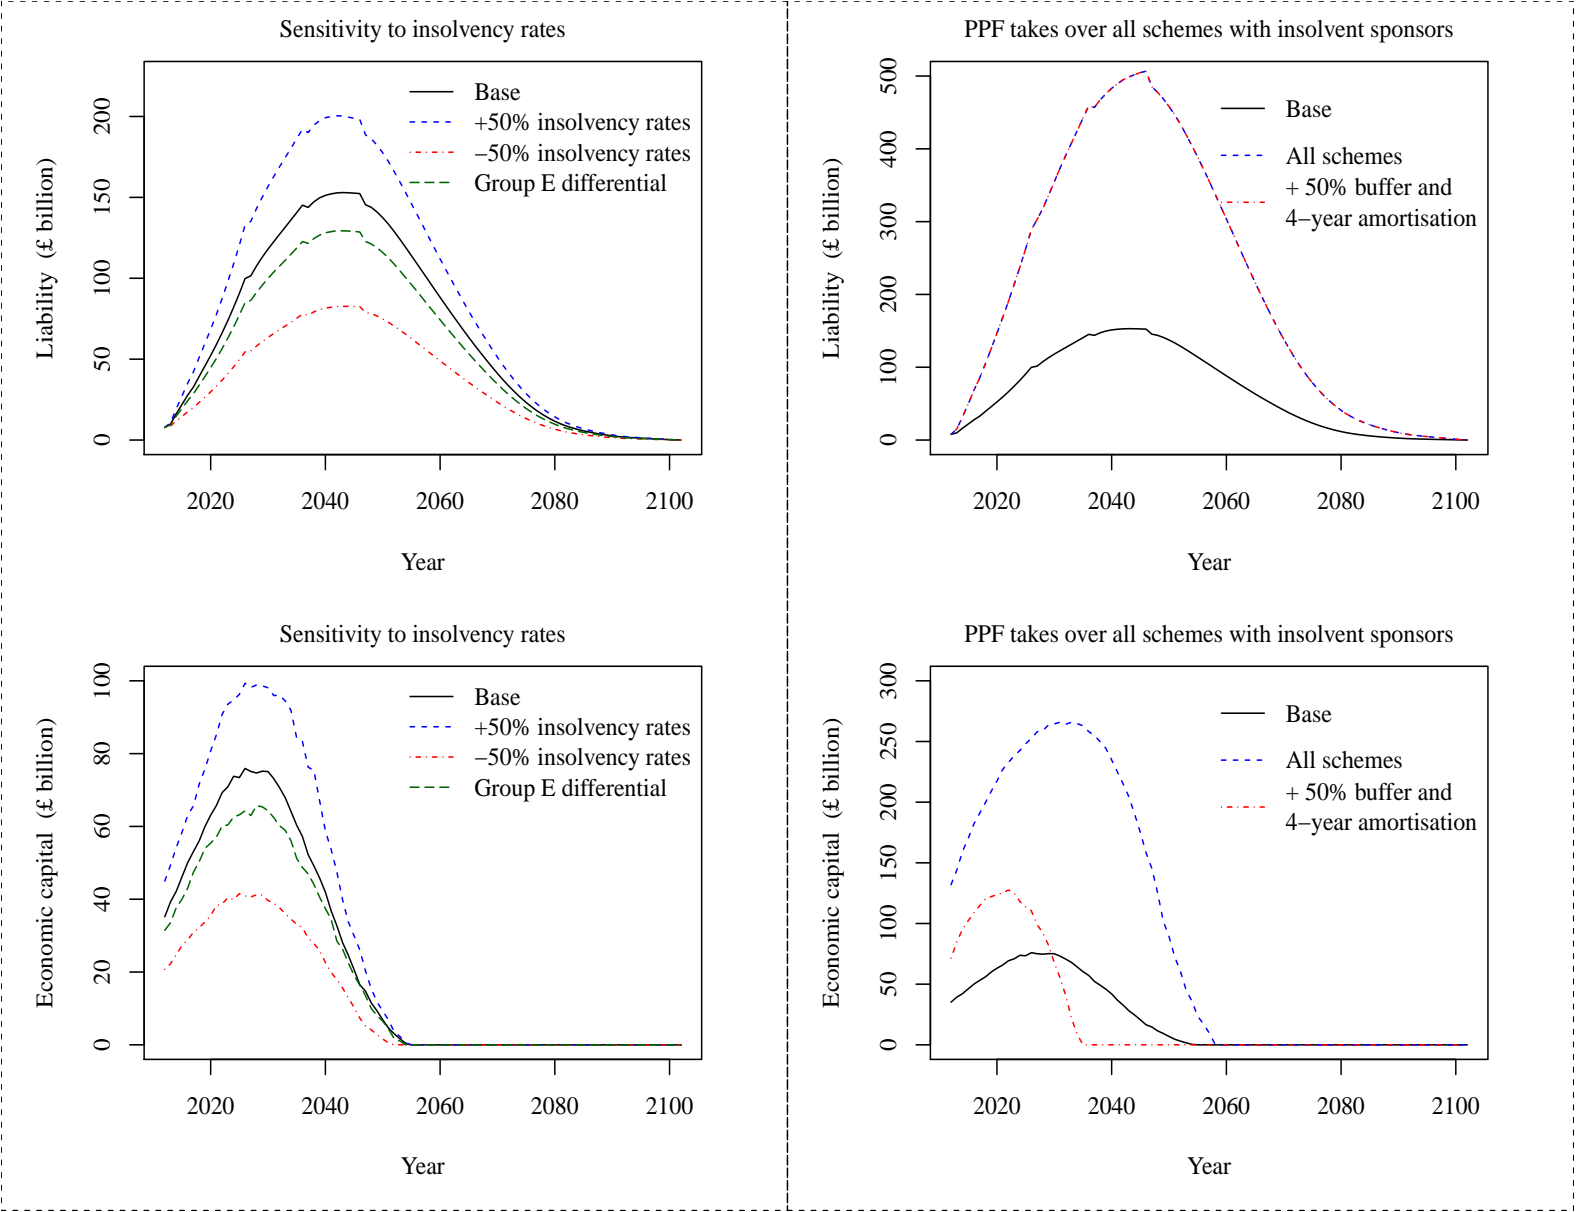 Sensitivity to insolvency rates
Liability (£ billion)
200
150
100
50
0
Base
+50% insolvency rates
−50% insolvency rates
Group E differential
2020 2040 2060 2080 2100
Year
PPF takes over all schemes with insolvent sponsors
Liability (£ billion)
500
400
300
200
100
0
Base
All schemes
+ 50% buffer and
4−year amortisation
2020 2040 2060 2080 2100
Year
Sensitivity to insolvency rates
Economic capital (£ billion)
100
80
60
40
20
0
Base
+50% insolvency rates
−50% insolvency rates
Group E differential
2020 2040 2060 2080 2100
Year
PPF takes over all schemes with insolvent sponsors
Economic capital (£ billion)
300
250
200
150
100
50
0
Base
All schemes
+ 50% buffer and
4−year amortisation
2020 2040 2060 2080 2100
Year